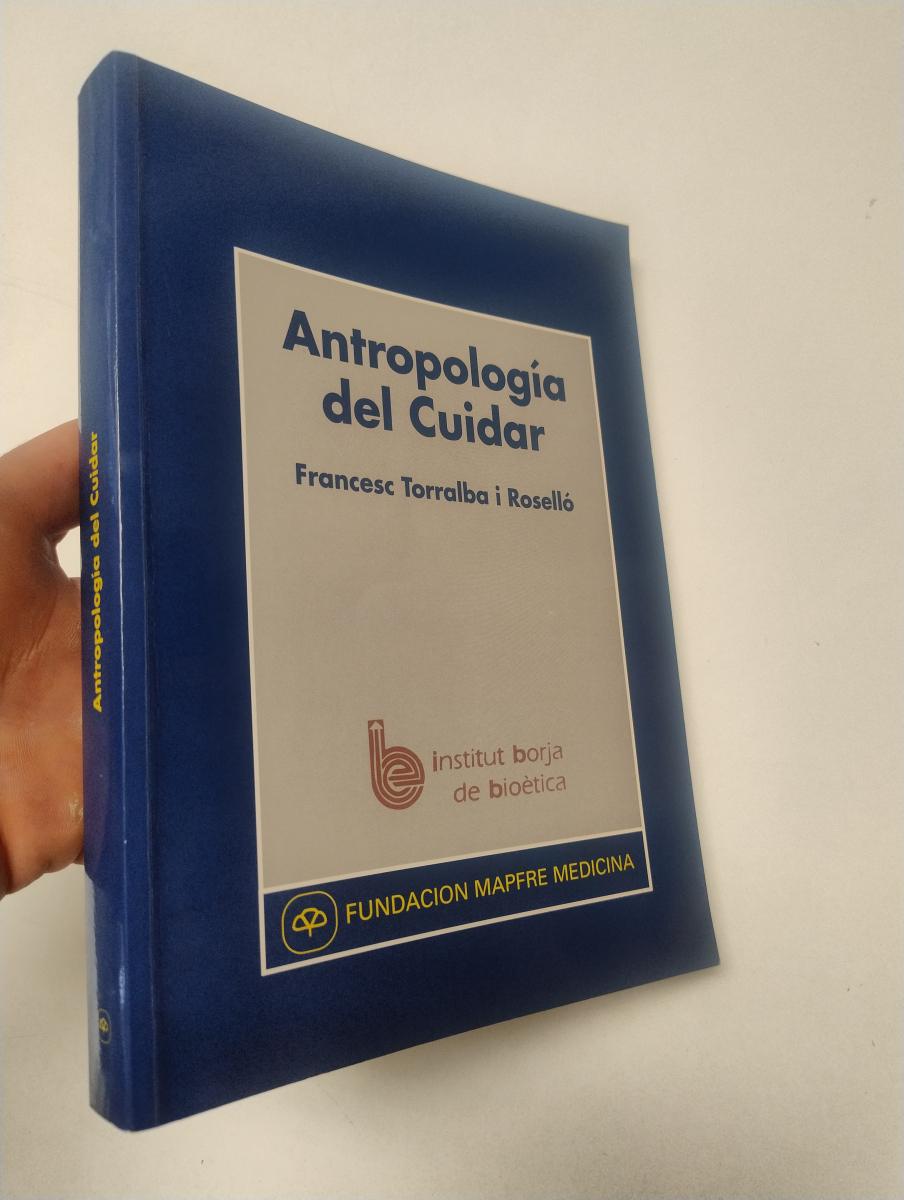 Antropología del Cuidar
Antropología
del Cuidar
Francesc Torralba i Roselló
institut borja
de bioètica
FUNDACION MAPFRE MEDICINA